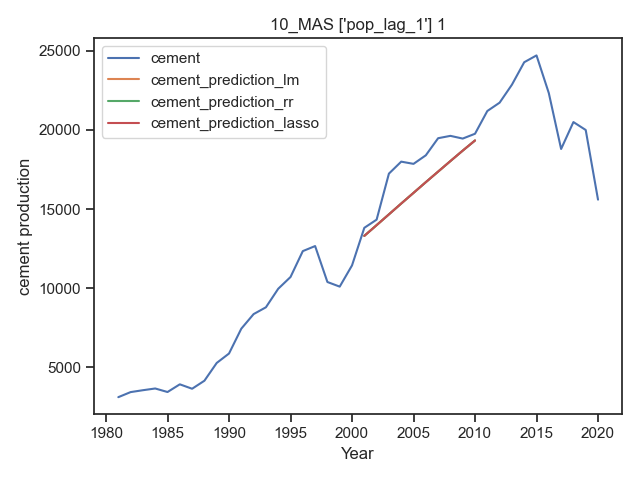 10_MAS ['pop_lag_1'] 1
cement
cement_prediction_lm
cement_prediction_rr
cement_prediction_lasso
25000
20000
15000
10000
5000
cement production
1980 1985 1990 1995 2000 2005 2010 2015 2020
Year